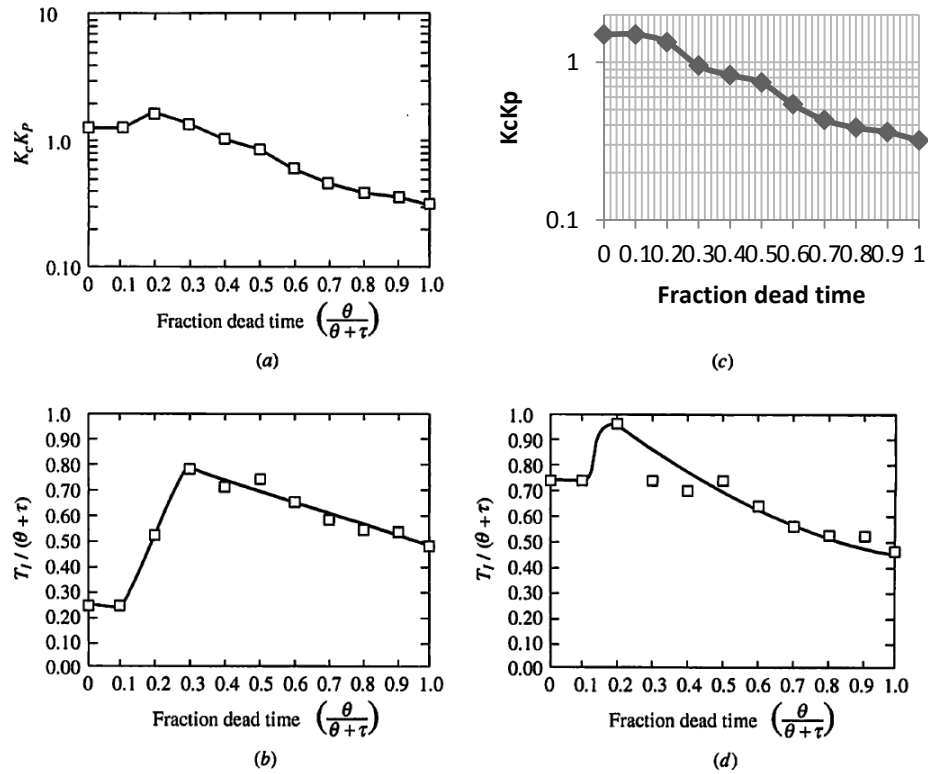 10
K_cK_P
1.0
0.10
0 0.1 0.2 0.3 0.4 0.5 0.6 0.7 0.8 0.9 1.0
Fraction dead time (θ/(θ + τ))
(a)
KcKp
1
0.1
0 0.10.20.30.40.50.60.70.80.9 1
Fraction dead time
(c)
T_I / (θ + τ)
1.0
0.90
0.80
0.70
0.60
0.50
0.40
0.30
0.20
0.10
0.00
0 0.1 0.2 0.3 0.4 0.5 0.6 0.7 0.8 0.9 1.0
Fraction dead time (θ/(θ + τ))
(b)
T_I / (θ + τ)
1.0
0.90
0.80
0.70
0.60
0.50
0.40
0.30
0.20
0.10
0.00
0 0.1 0.2 0.3 0.4 0.5 0.6 0.7 0.8 0.9 1.0
Fraction dead time (θ/(θ + τ))
(d)